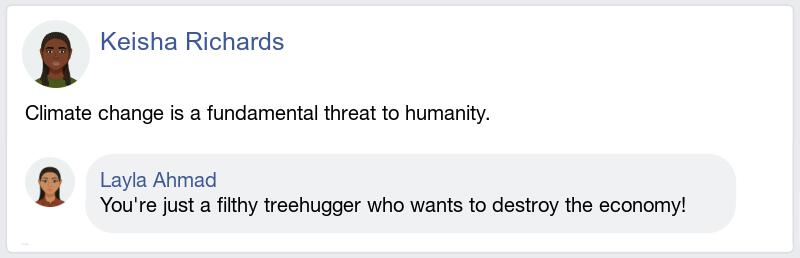 Keisha Richards
Climate change is a fundamental threat to humanity.
Layla Ahmad
You're just a filthy treehugger who wants to destroy the economy!